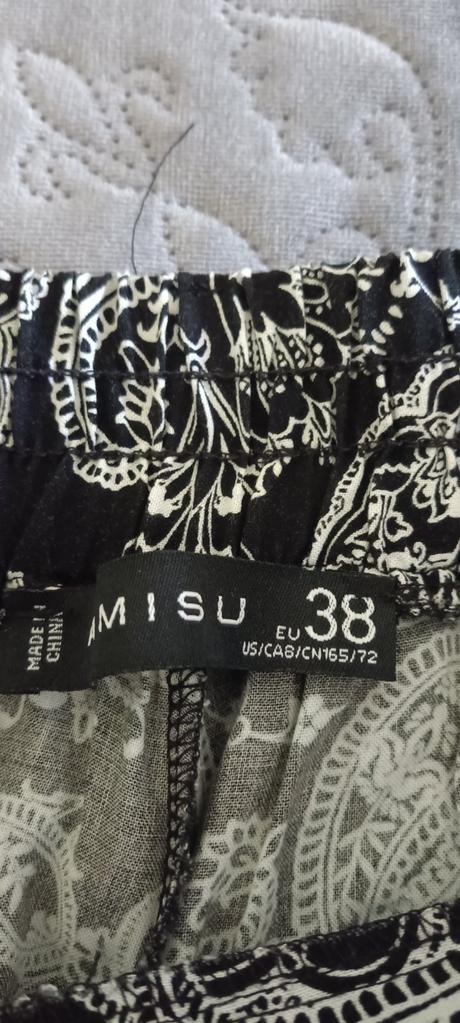 AMISU
EU 38
US/CA8/CN165/72
MADE IN
CHINA